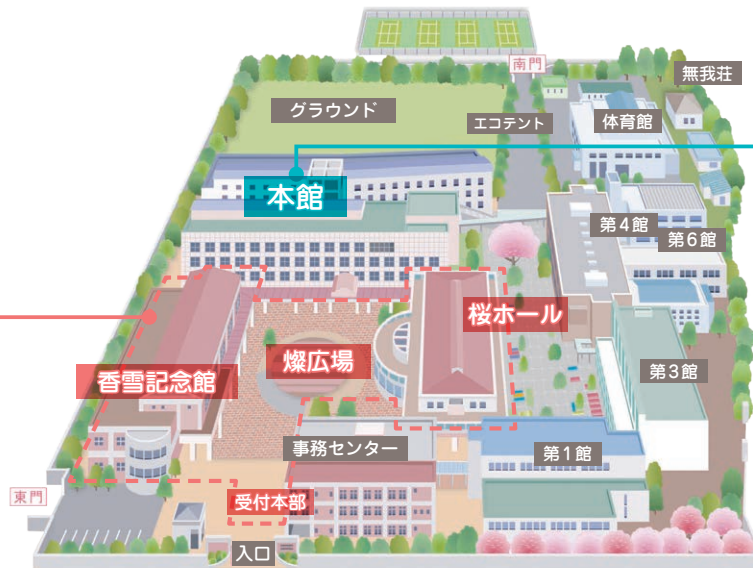 南門
無我荘
グラウンド
エコテント
体育館
本館
第4館
第6館
桜ホール
燦広場
香雪記念館
第3館
事務センター
第1館
東門
受付本部
入口